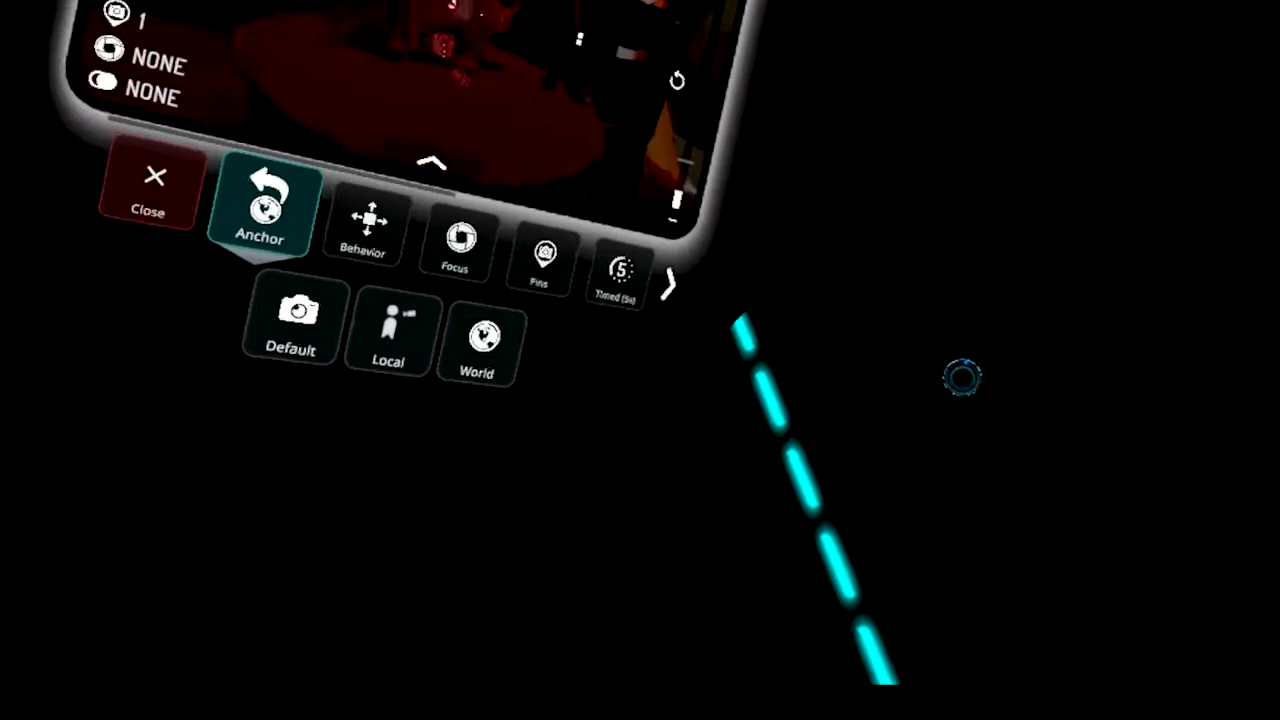 1
NONE
NONE
Close
Anchor
Behavior
Focus
Pins
5
Timed (5s)
Default
Local
World